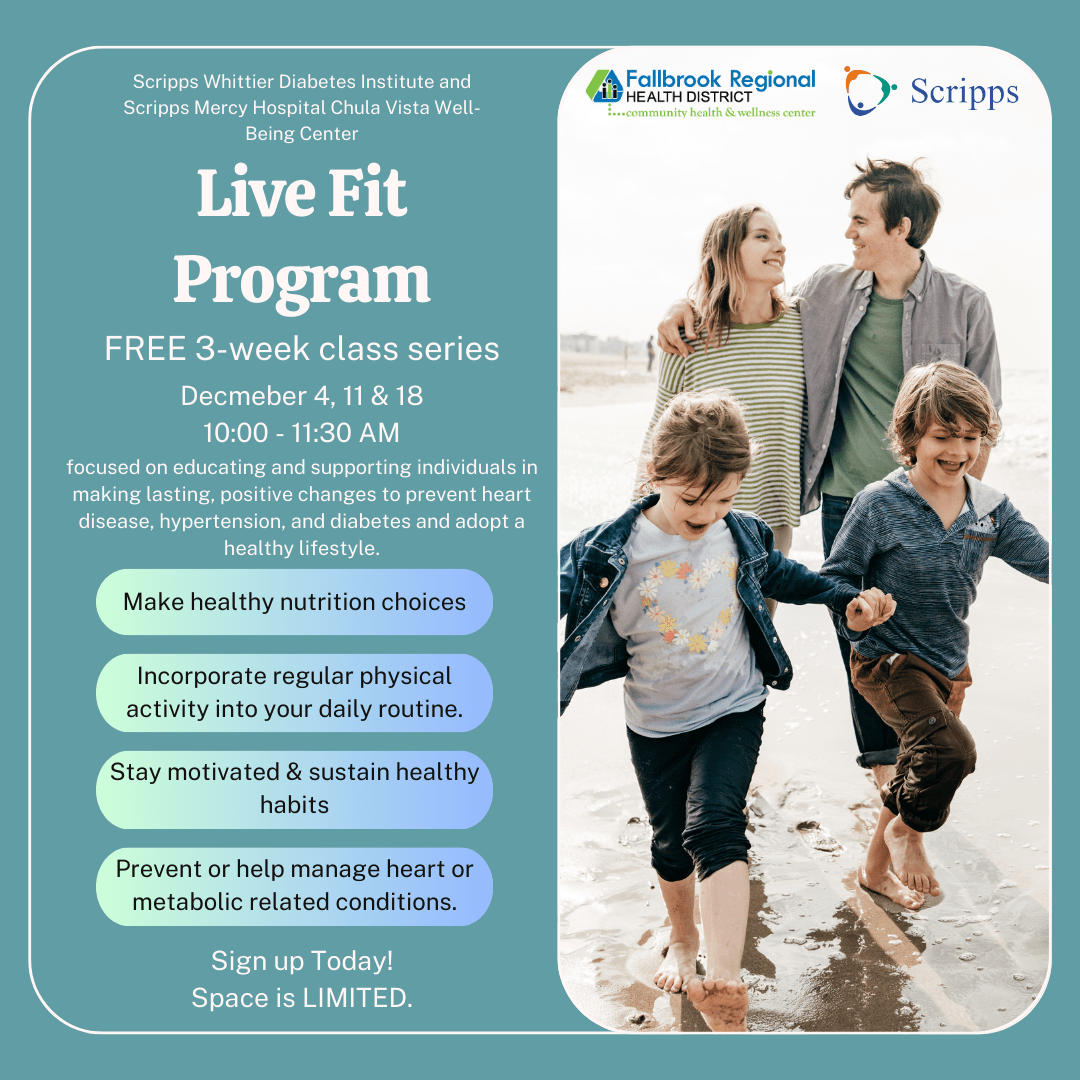 Scripps Whittier Diabetes Institute and
Scripps Mercy Hospital Chula Vista Well-
Being Center
Live Fit
Program
FREE 3-week class series
Decmeber 4, 11 & 18
10:00 - 11:30 AM
focused on educating and supporting individuals in
making lasting, positive changes to prevent heart
disease, hypertension, and diabetes and adopt a
healthy lifestyle.
Make healthy nutrition choices
Incorporate regular physical
activity into your daily routine.
Stay motivated & sustain healthy
habits
Prevent or help manage heart or
metabolic related conditions.
Sign up Today!
Space is LIMITED.
Fallbrook Regional
HEALTH DISTRICT
community health & wellness center
Scripps